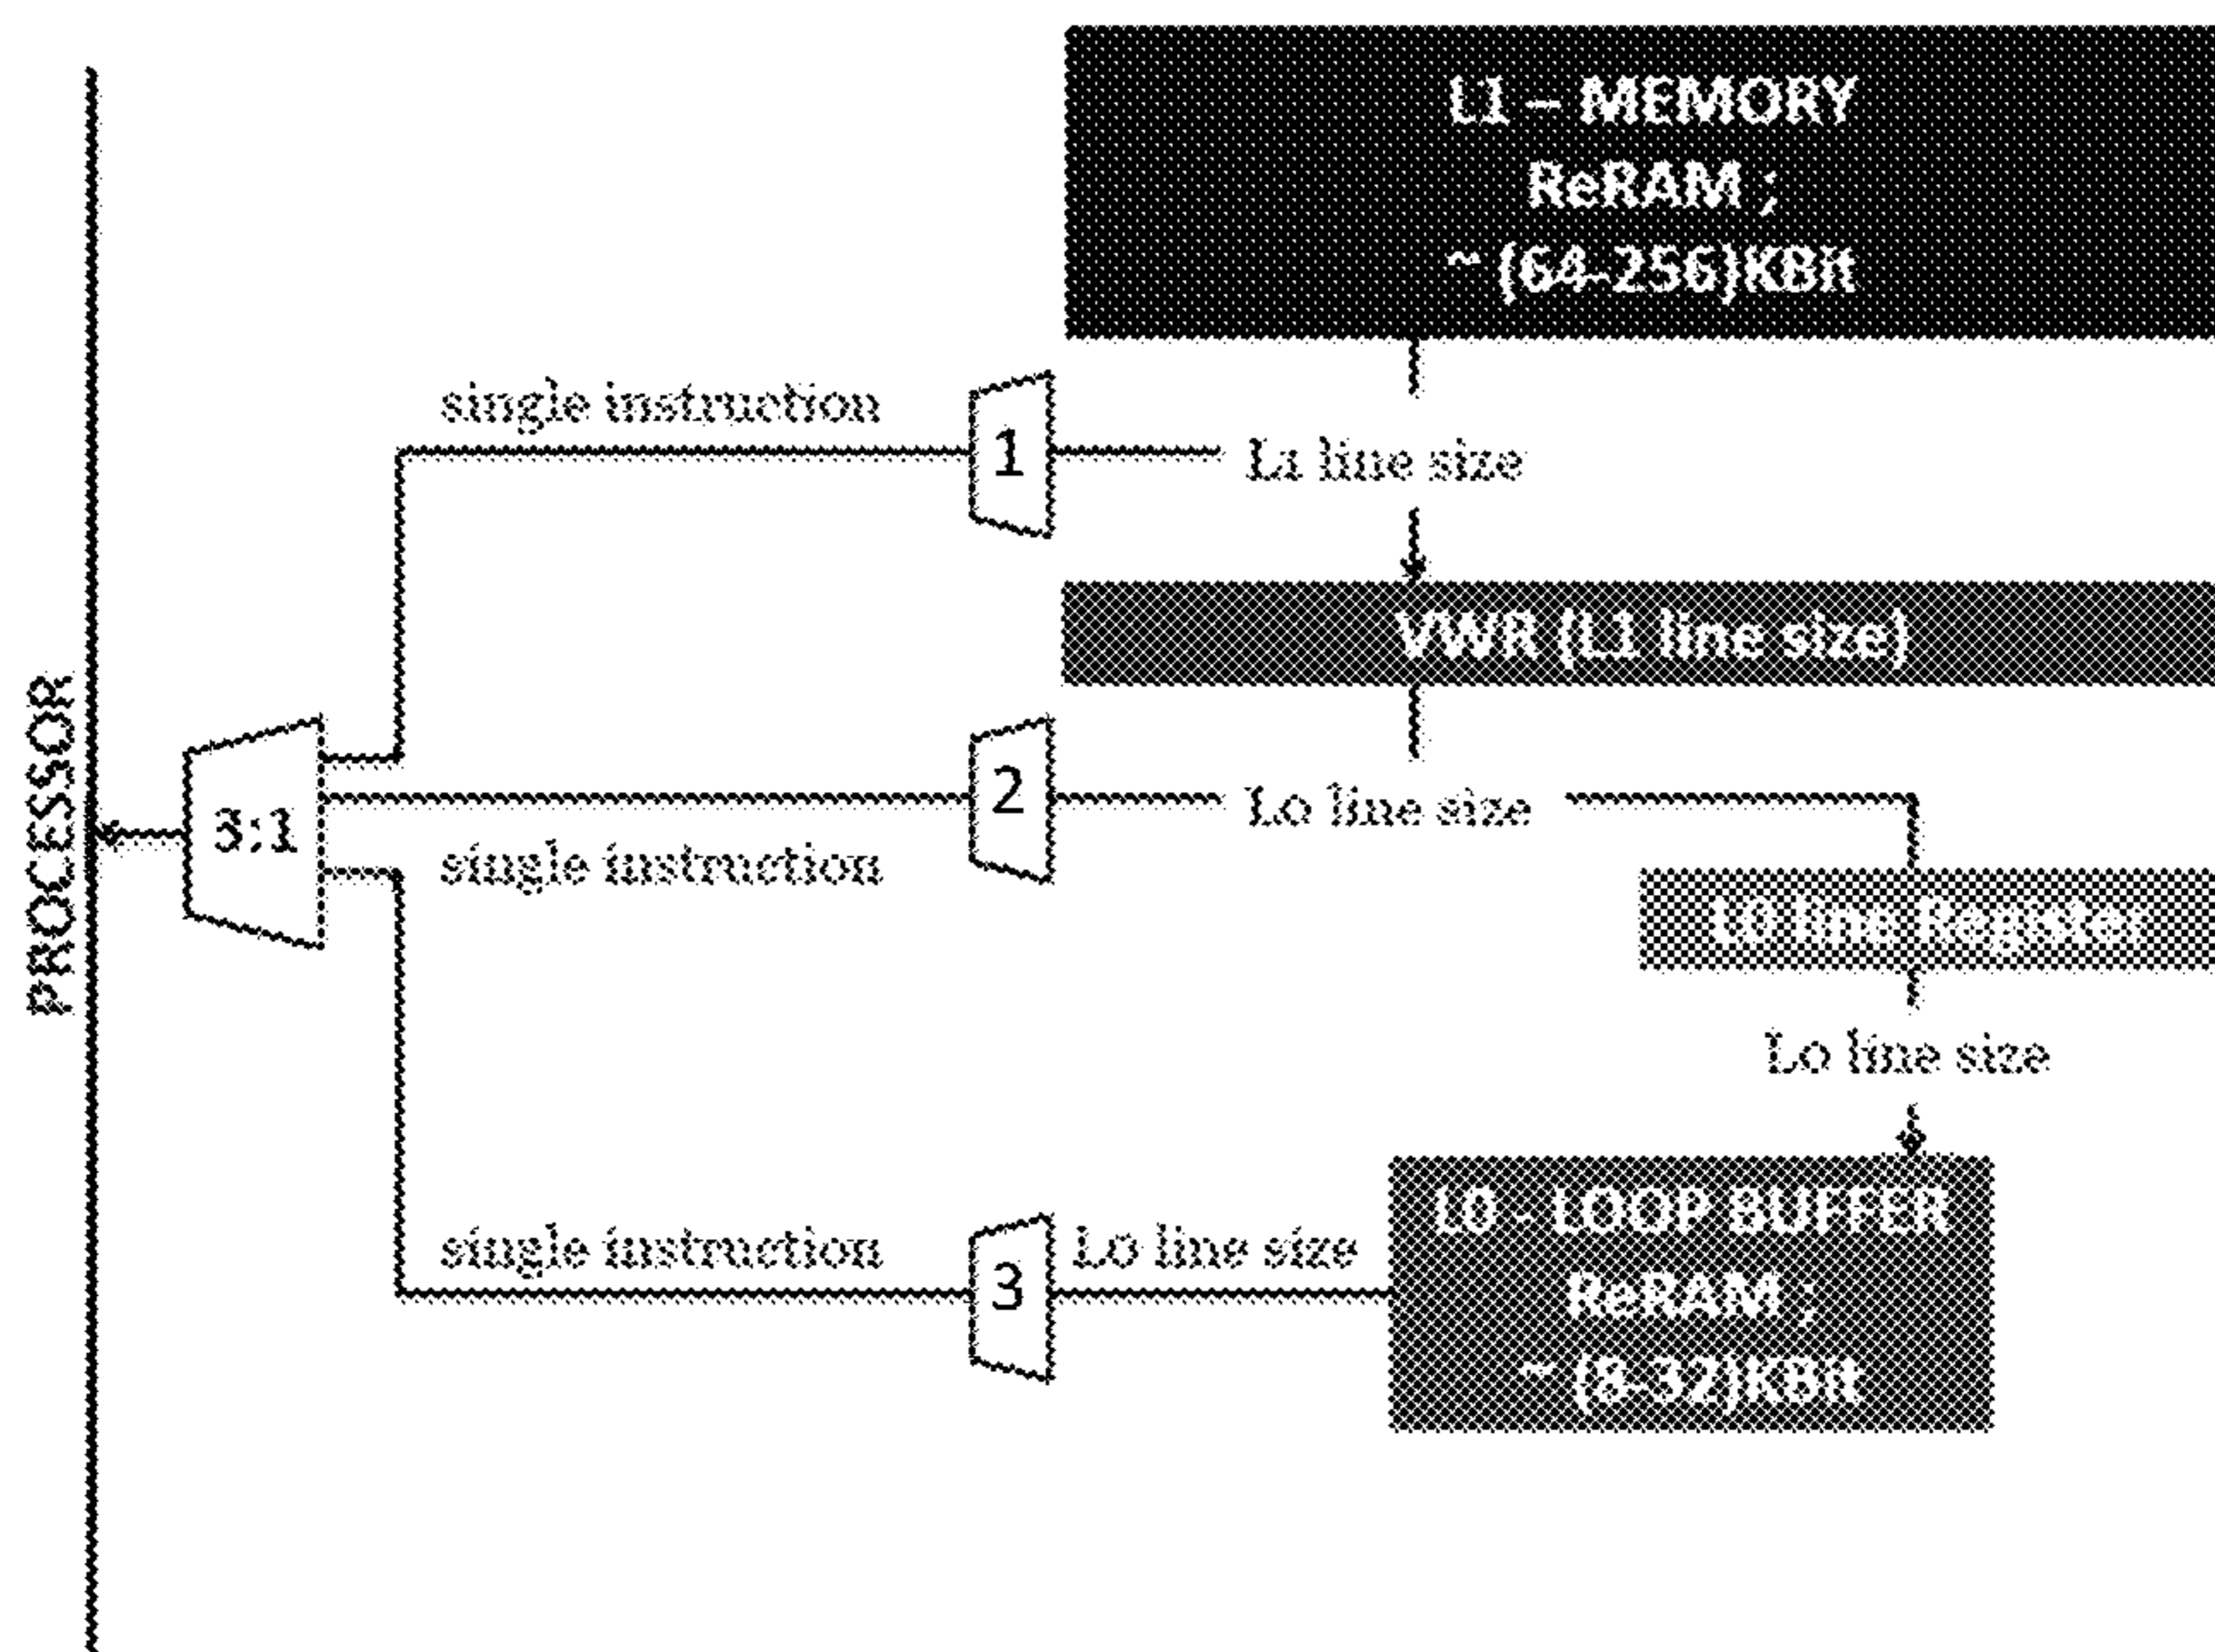 L1 – MEMORY
ReRAM ;
~ (64-256)KBit
single instruction
1
L1 line size
VWR (L1 line size)
PROCESSOR
3:1
2
L0 line size
single instruction
L0 line Register
L0 line size
single instruction
3
L0 line size
L0 - LOOP BUFFER
ReRAM ;
~ (8-32)KBit